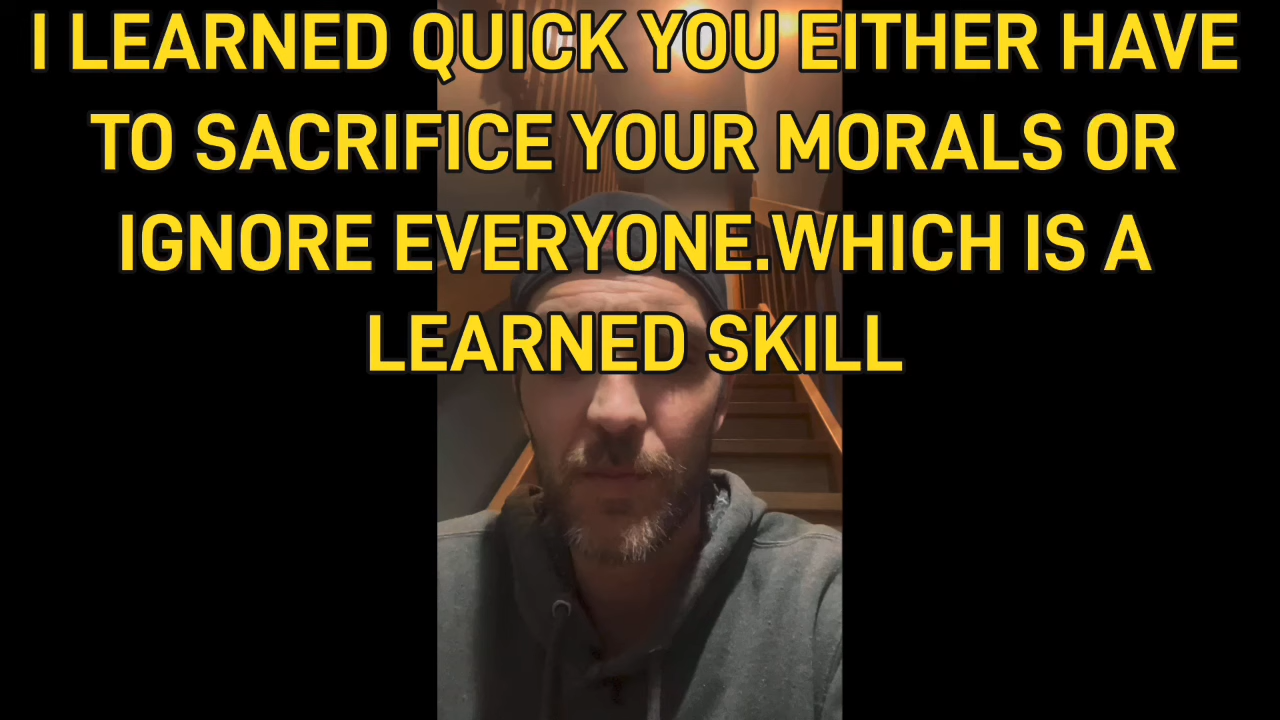 I LEARNED QUICK YOU EITHER HAVE
TO SACRIFICE YOUR MORALS OR
IGNORE EVERYONE.WHICH IS A
LEARNED SKILL